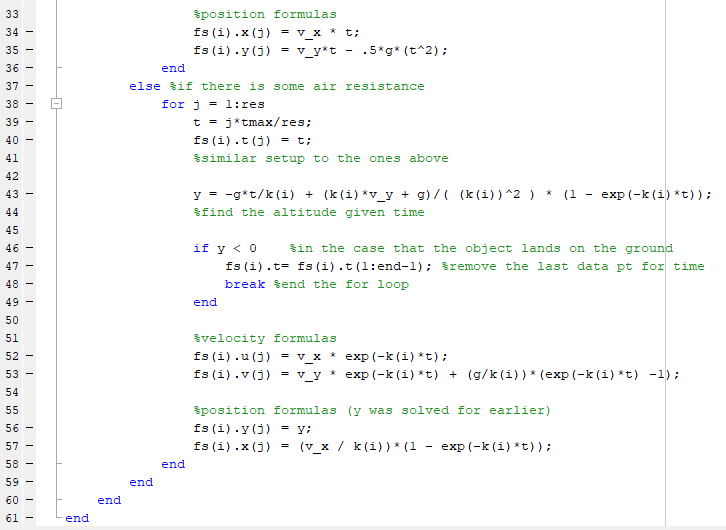 33 %position formulas
34 – fs(i).x(j) = v_x * t;
35 – fs(i).y(j) = v_y*t - .5*g*(t^2);
36 – end
37 – else %if there is some air resistance
38 – for j = 1:res
39 – t = j*tmax/res;
40 – fs(i).t(j) = t;
41 %similar setup to the ones above
42
43 – y = -g*t/k(i) + (k(i)*v_y + g)/( (k(i))^2 ) * (1 - exp(-k(i)*t));
44 %find the altitude given time
45
46 – if y < 0 %in the case that the object lands on the ground
47 – fs(i).t= fs(i).t(1:end-1); %remove the last data pt for time
48 – break %end the for loop
49 – end
50
51 %velocity formulas
52 – fs(i).u(j) = v_x * exp(-k(i)*t);
53 – fs(i).v(j) = v_y * exp(-k(i)*t) + (g/k(i))*(exp(-k(i)*t) -1);
54
55 %position formulas (y was solved for earlier)
56 – fs(i).y(j) = y;
57 – fs(i).x(j) = (v_x / k(i))*(1 - exp(-k(i)*t));
58 – end
59 – end
60 – end
61 – end